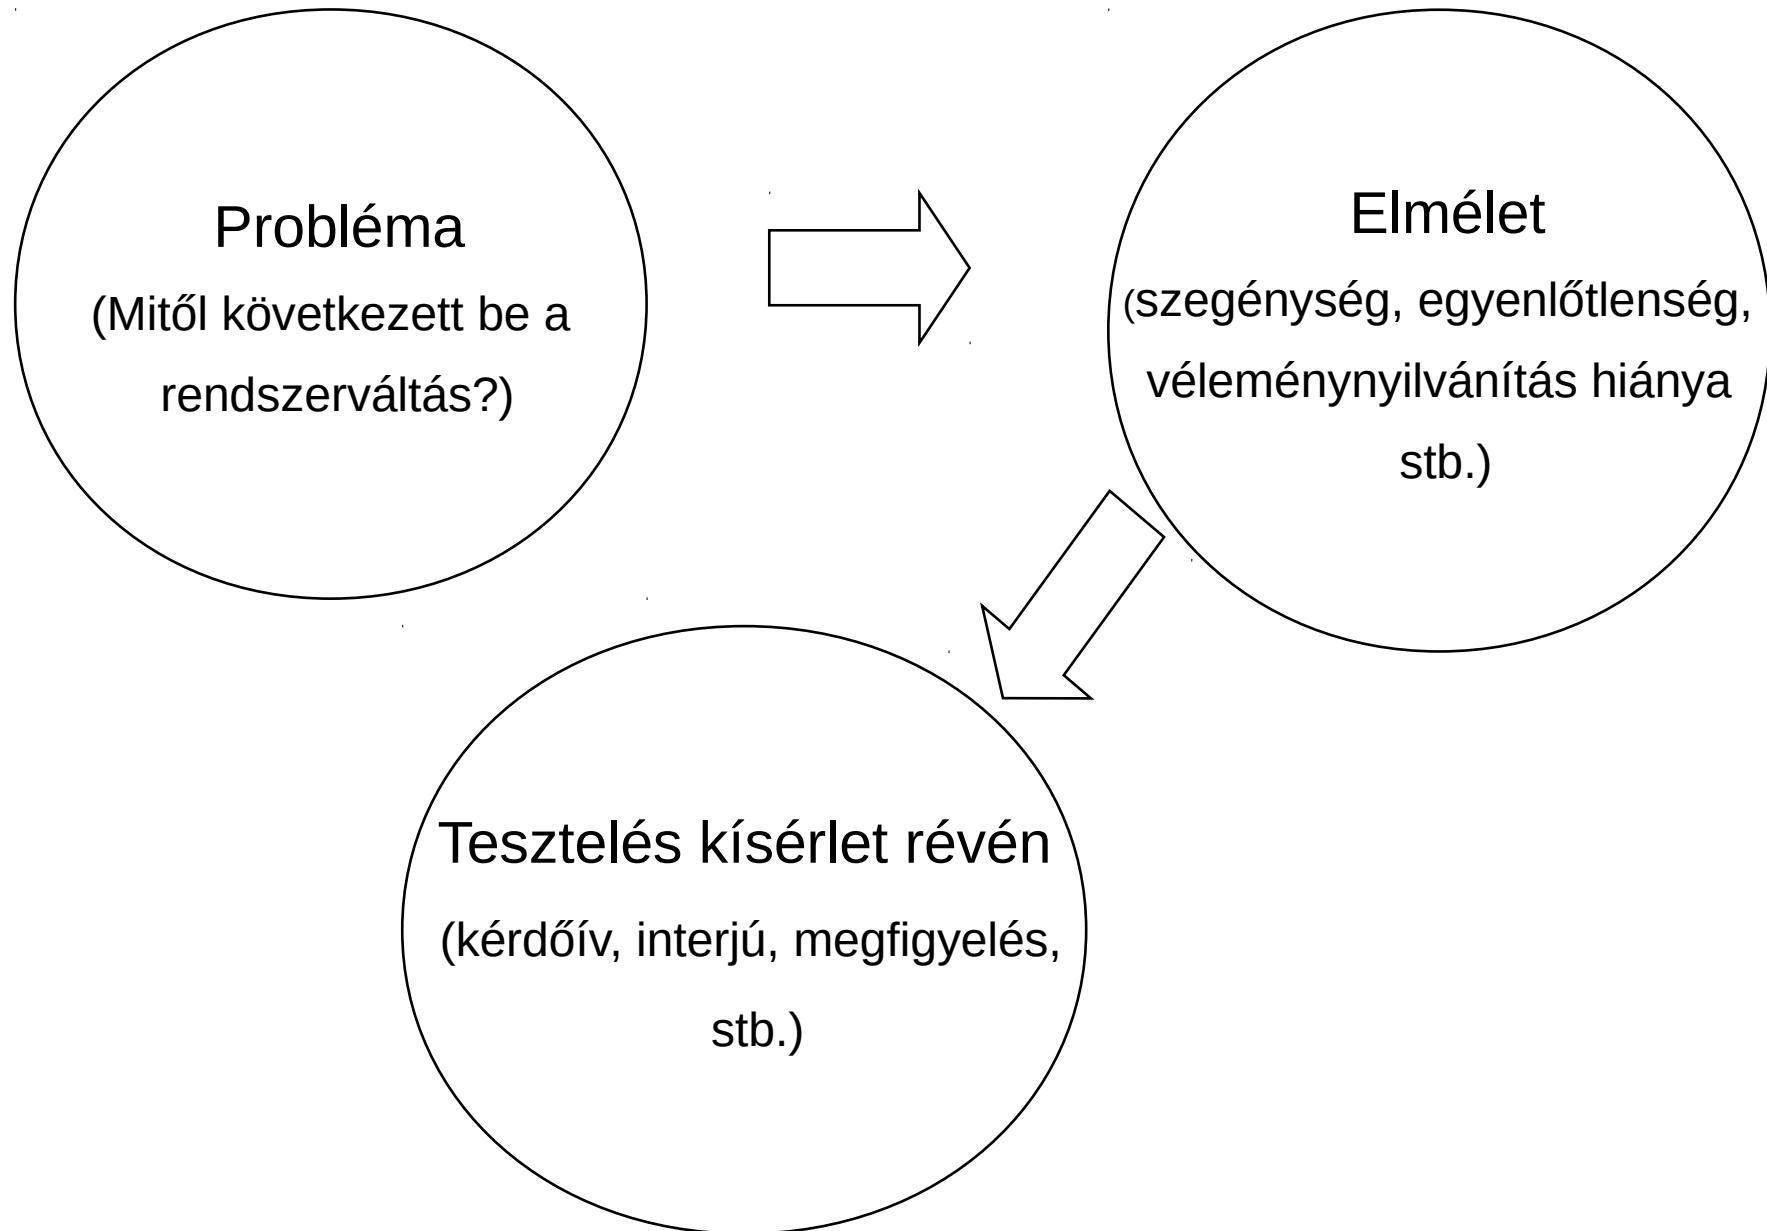 Probléma
(Mitől következett be a
rendszerváltás?)
Elmélet
(szegénység, egyenlőtlenség,
véleménynyilvánítás hiánya
stb.)
Tesztelés kísérlet révén
(kérdőív, interjú, megfigyelés,
stb.)